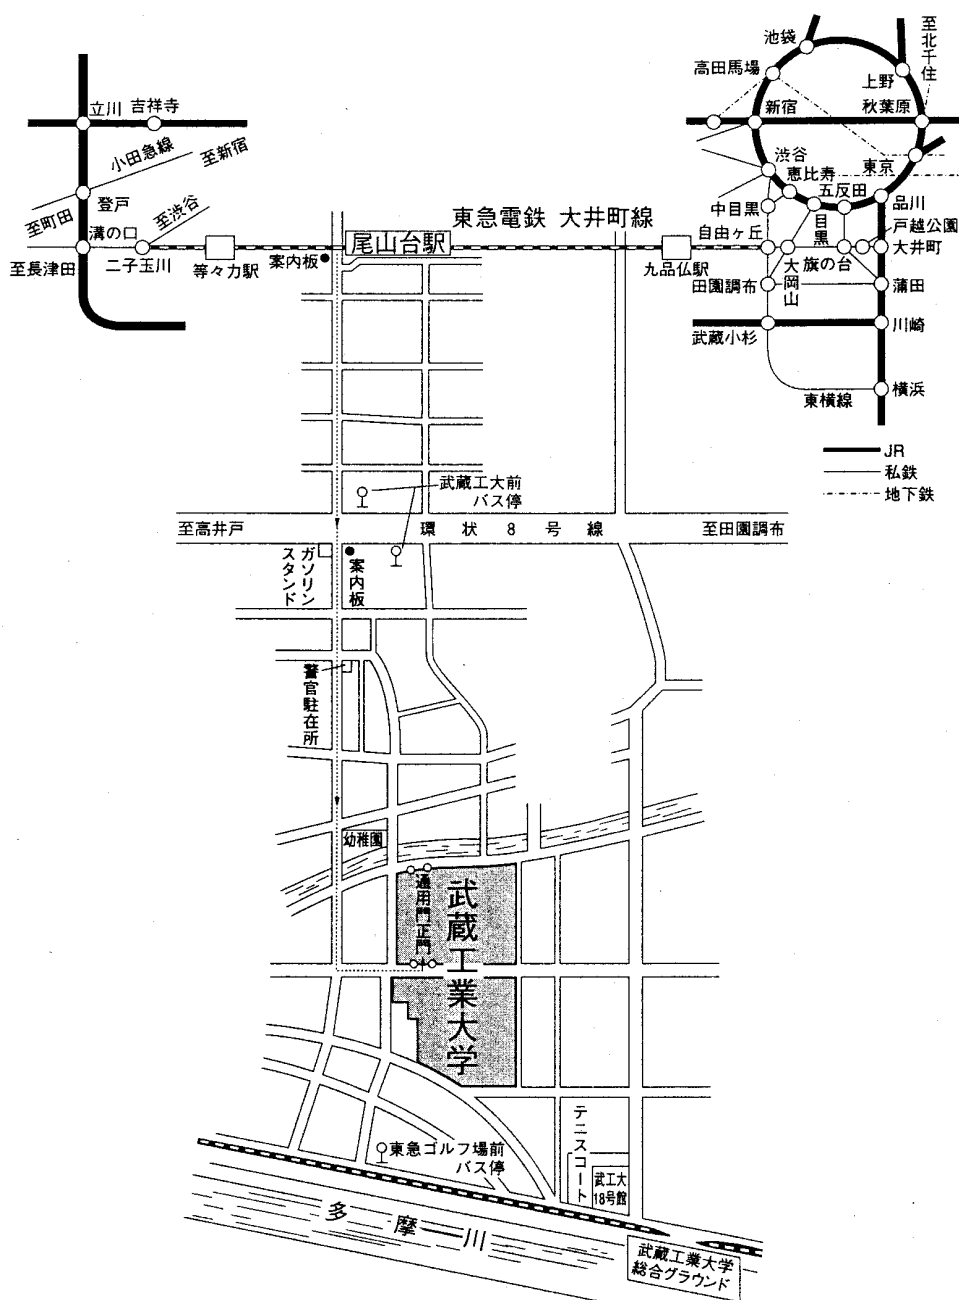 至北千住
池袋
高田馬場
上野
立川
吉祥寺
新宿
秋葉原
小田急線
至新宿
渋谷
東京
恵比寿
登戸
五反田
品川
至町田
至渋谷
東急電鉄 大井町線
中目黒
目黒
戸越公園
溝の口
尾山台駅
自由ヶ丘
大井町
至長津田
二子玉川
等々力駅
案内板
九品仏駅
大岡山
旗の台
田園調布
蒲田
武蔵小杉
川崎
東横線
横浜
JR
私鉄
地下鉄
武蔵工大前
バス停
至高井戸
環状8号線
至田園調布
ガソリン
スタンド
案内板
警官駐在所
幼稚園
通用門
正門
武蔵工業大学
テニスコート
東急ゴルフ場前
バス停
武工大
18号館
多摩川
武蔵工業大学
総合グラウンド